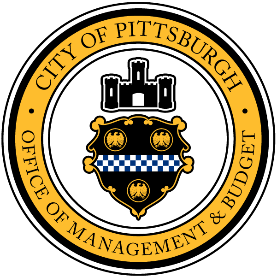 CITY OF PITTSBURGH
OFFICE OF MANAGEMENT & BUDGET